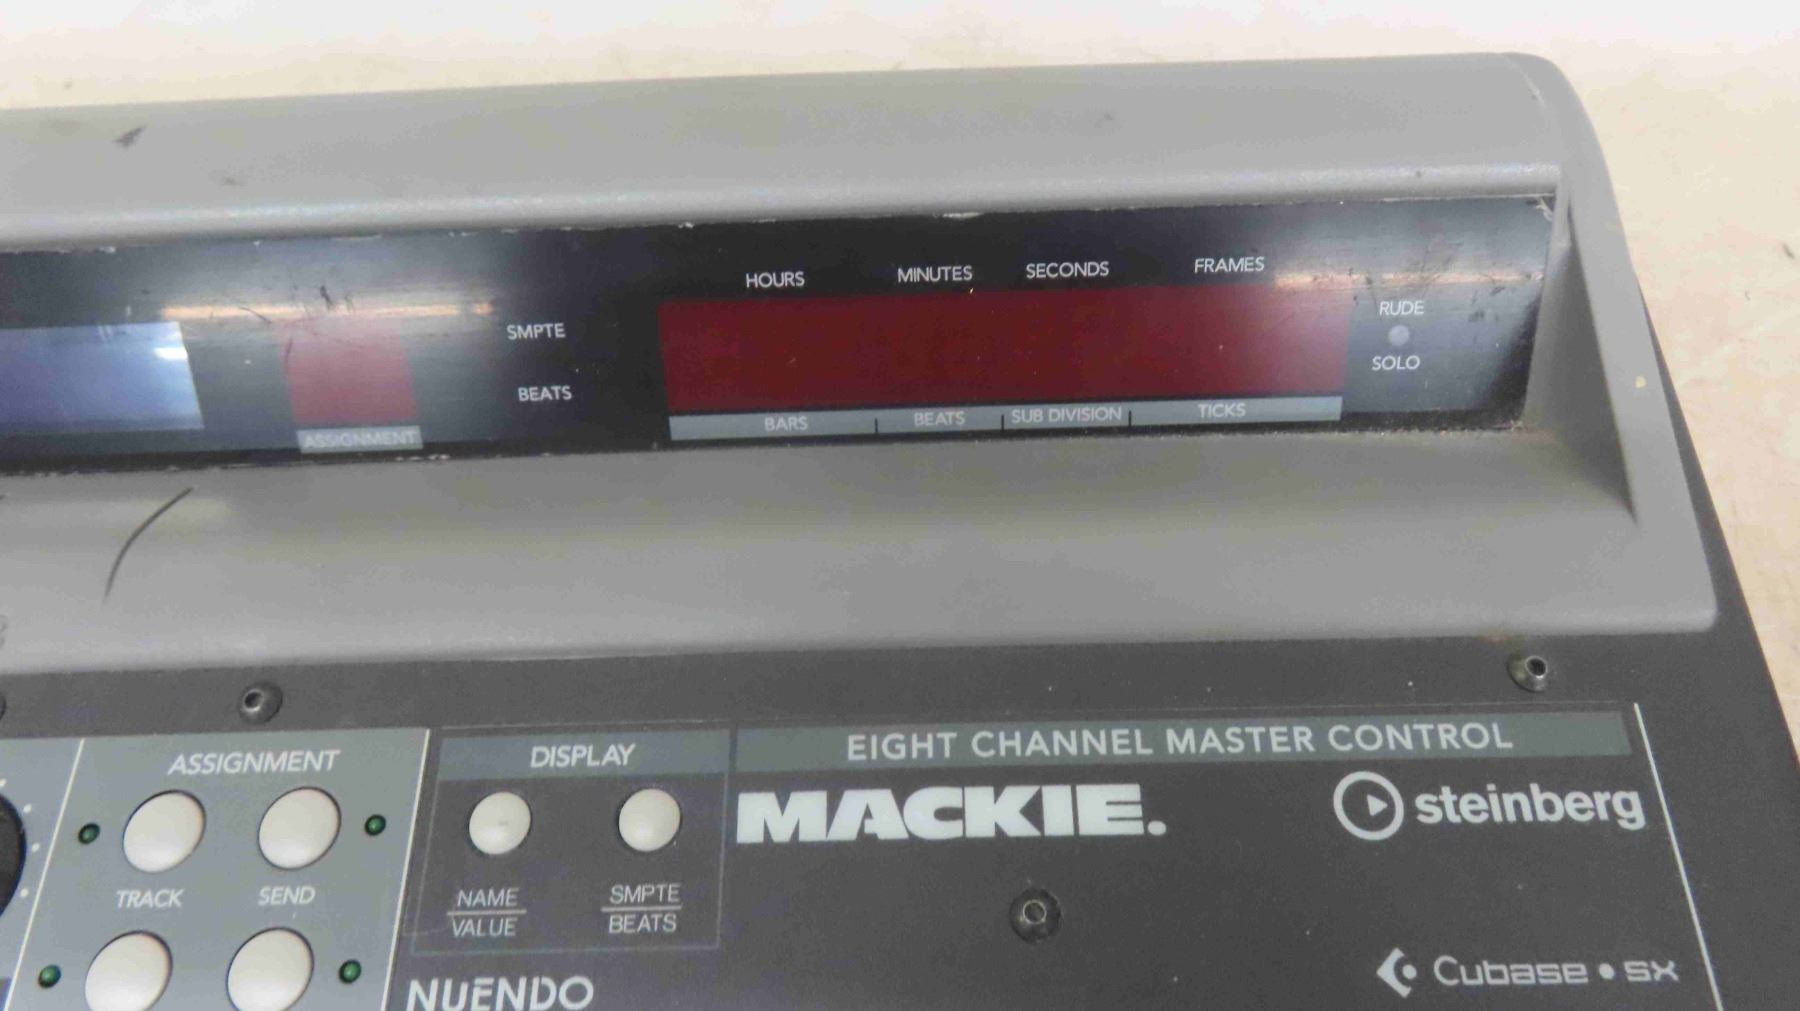 HOURS MINUTES SECONDS FRAMES
SMPTE
RUDE
SOLO
BEATS
ASSIGNMENT
BARS BEATS SUB DIVISION TICKS
ASSIGNMENT
TRACK SEND
DISPLAY
NAME SMPTE
VALUE BEATS
NUENDO
EIGHT CHANNEL MASTER CONTROL
MACKIE. steinberg
Cubase • SX